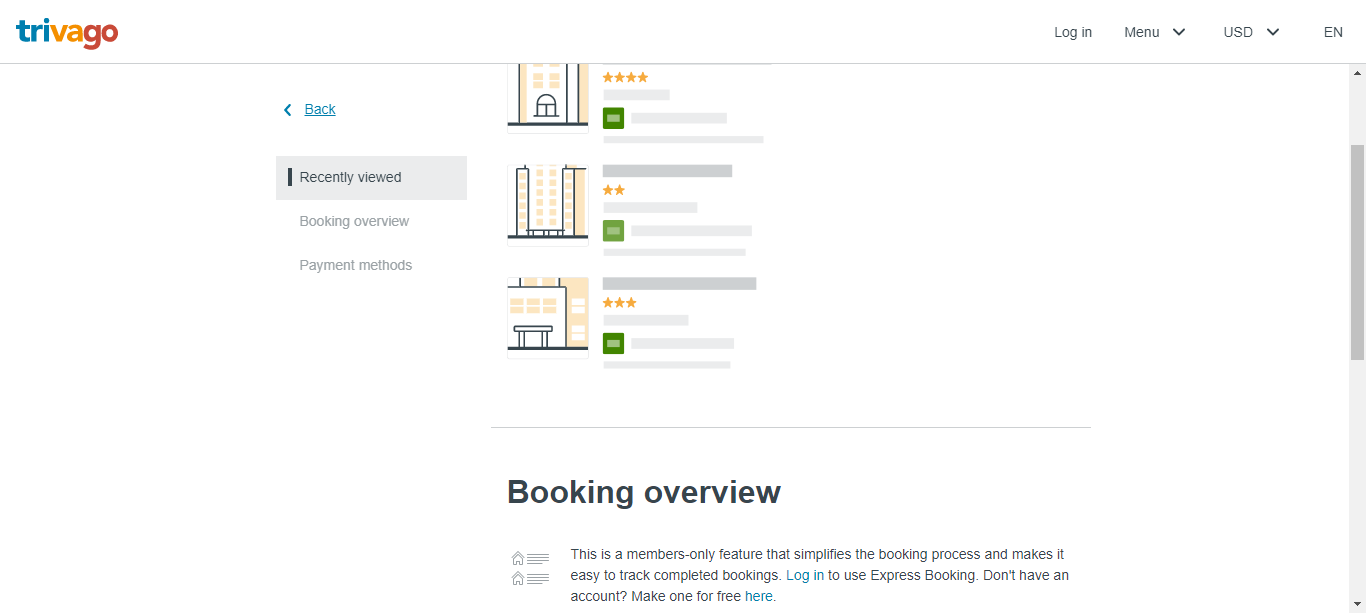 trivago
Log in
Menu
USD
EN
Back
Recently viewed
Booking overview
Payment methods
Booking overview
This is a members-only feature that simplifies the booking process and makes it
easy to track completed bookings. Log in to use Express Booking. Don't have an
account? Make one for free here.